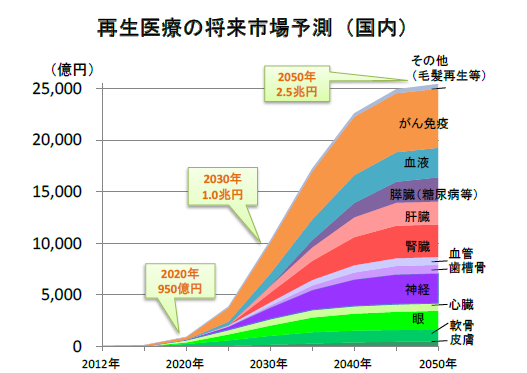 再生医療の将来市場予測（国内）
（億円）
25,000
20,000
15,000
10,000
5,000
0
2012年
2020年
2030年
2040年
2050年
2020年
950億円
2030年
1.0兆円
2050年
2.5兆円
その他
（毛髪再生等）
がん免疫
血液
膵臓（糖尿病等）
肝臓
腎臓
血管
歯槽骨
神経
心臓
眼
軟骨
皮膚